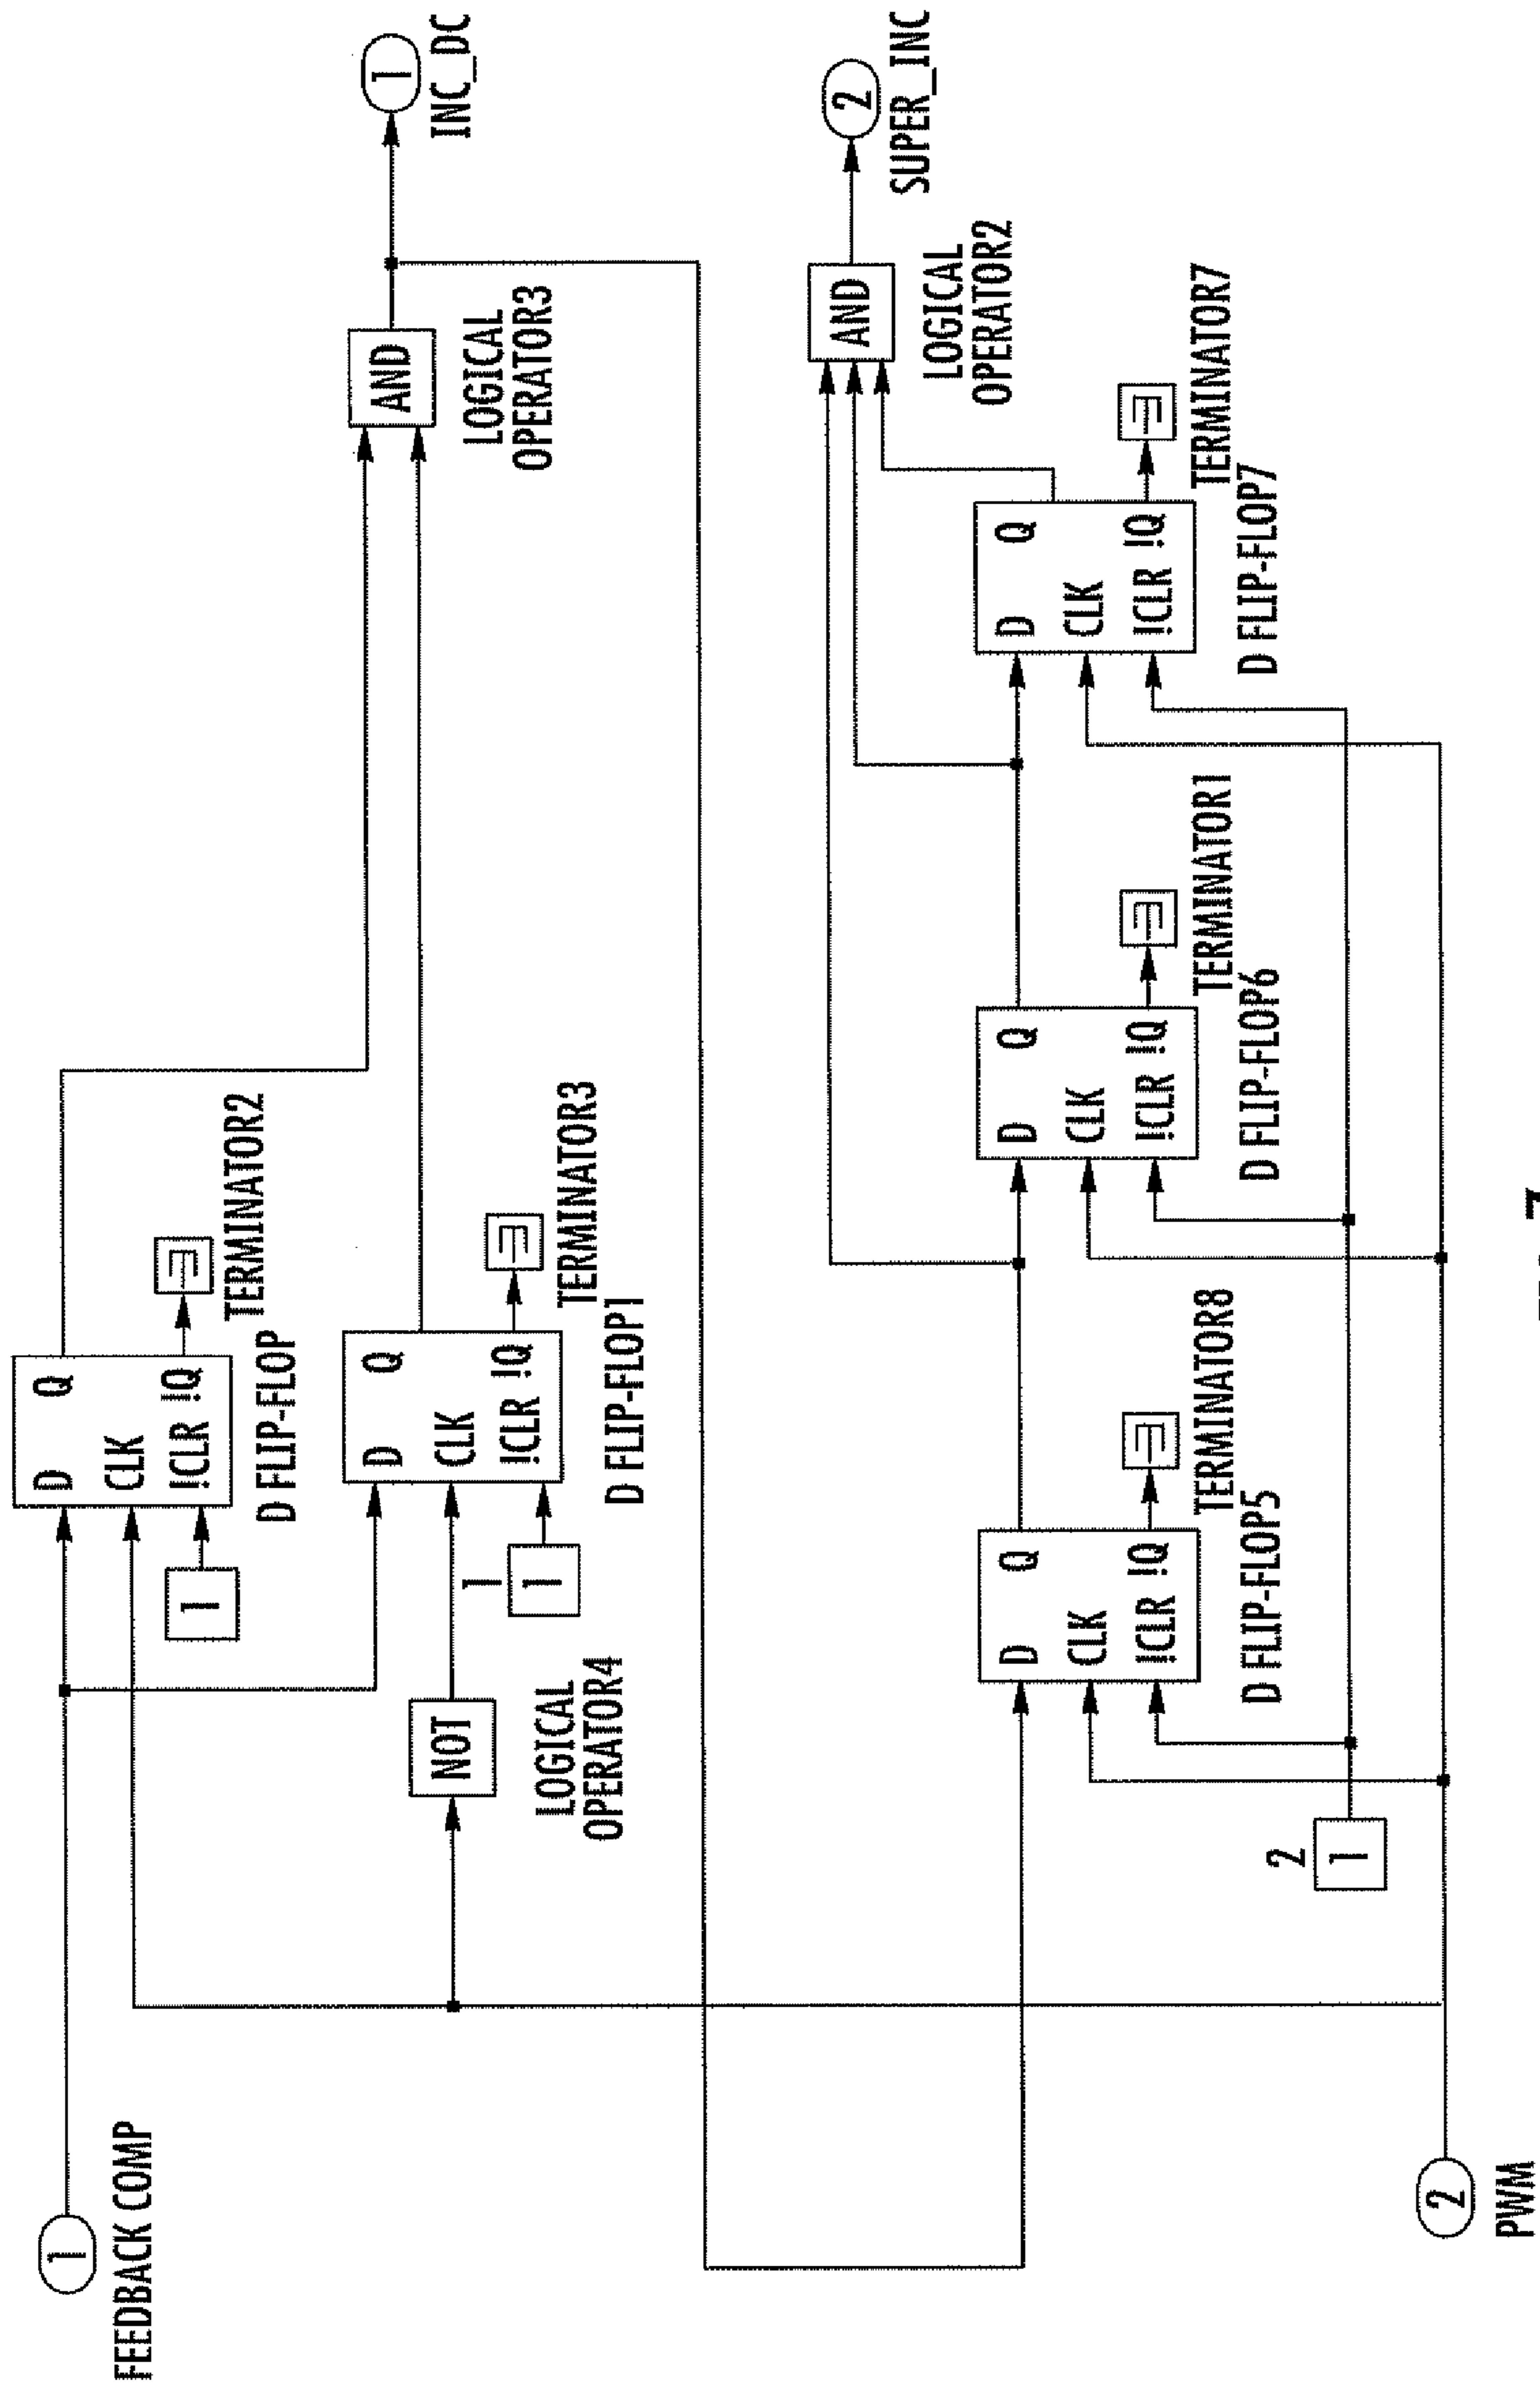 1
FEEDBACK COMP
D Q
CLK
!CLR !Q
1
D FLIP-FLOP
TERMINATOR2
D Q
CLK
!CLR !Q
1
1
D FLIP-FLOP1
TERMINATOR3
NOT
LOGICAL
OPERATOR4
AND
LOGICAL
OPERATOR3
1
INC_DC
D Q
CLK
!CLR !Q
TERMINATOR8
D FLIP-FLOP5
D Q
CLK
!CLR !Q
TERMINATOR1
D FLIP-FLOP6
D Q
CLK
!CLR !Q
TERMINATOR7
D FLIP-FLOP7
AND
LOGICAL
OPERATOR2
2
SUPER_INC
2
1
2
PWM